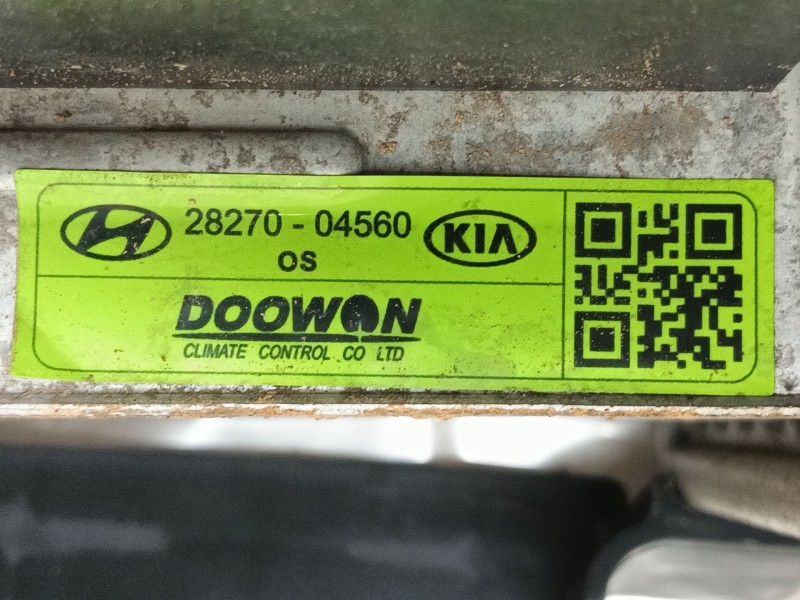 28270 - 04560 KIA
OS
DOOWON
CLIMATE CONTROL CO LTD